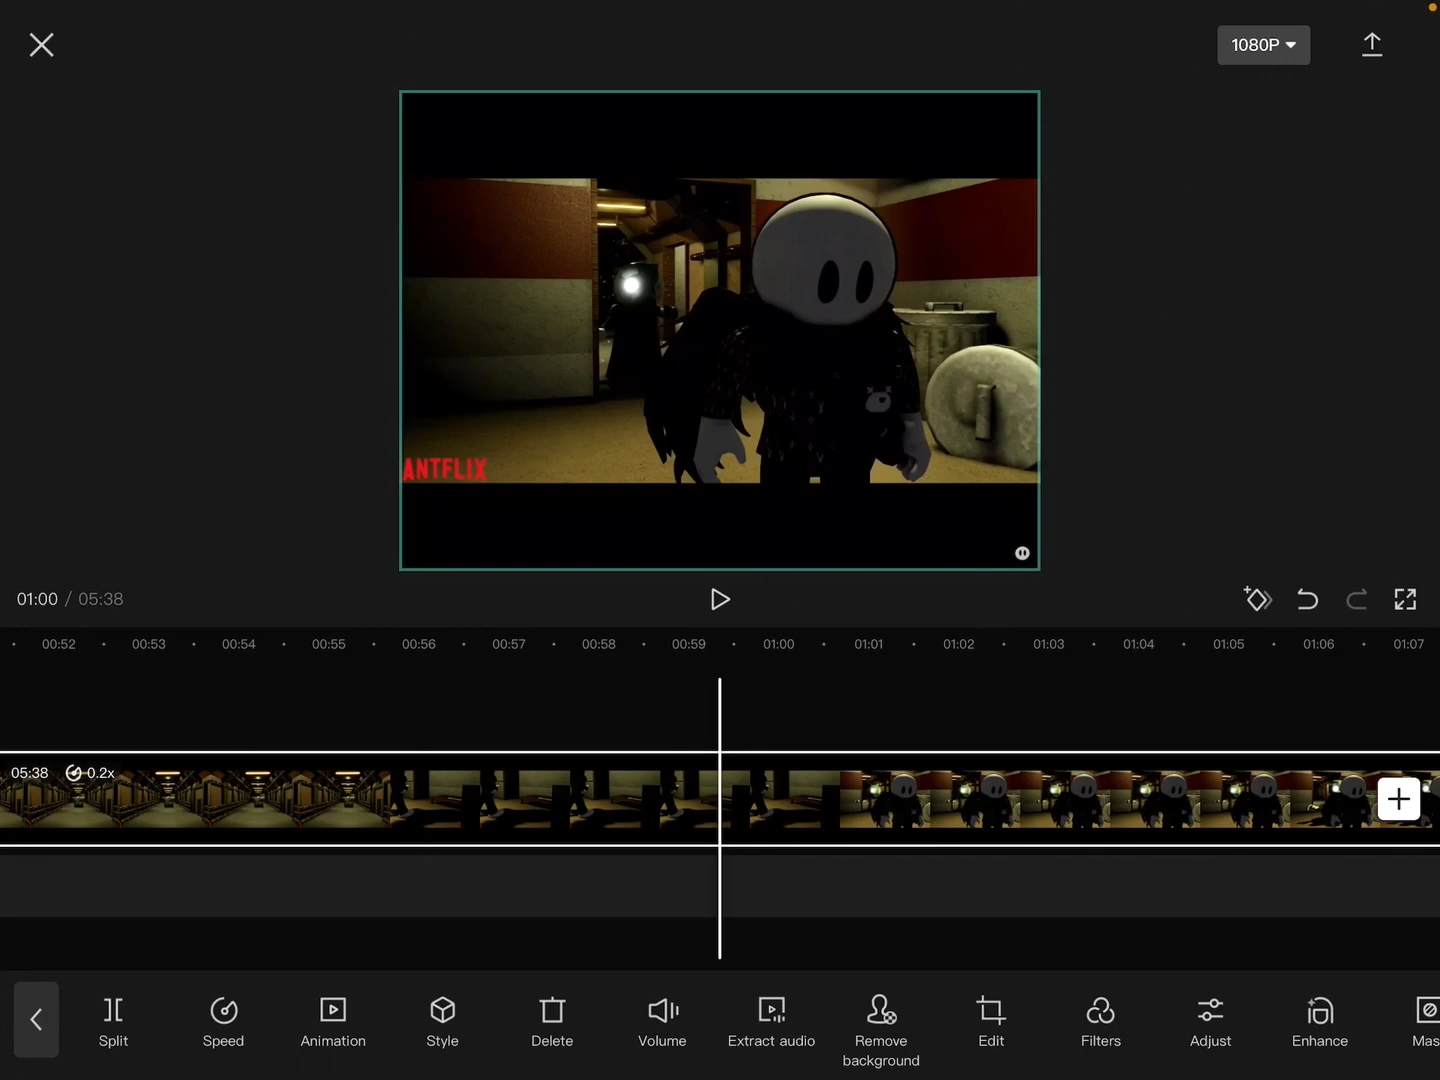 1080P
ANTFLIX
01:00 / 05:38
00:52 00:53 00:54 00:55 00:56 00:57 00:58 00:59 01:00 01:01 01:02 01:03 01:04 01:05 01:06 01:07
05:38 0.2x
Split Speed Animation Style Delete Volume Extract audio Remove background Edit Filters Adjust Enhance Mas